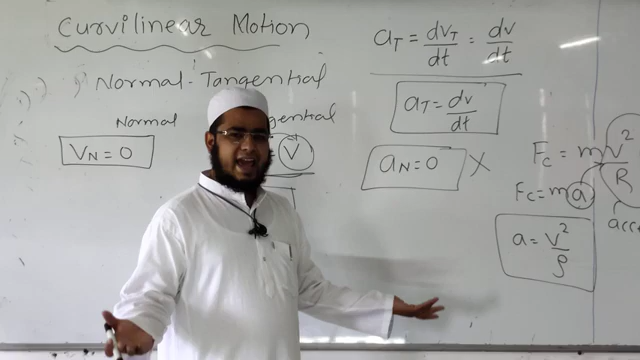 Curvilinear Motion
Normal-Tangential
Normal
gential
V_N = 0
V
a_T = dv_T/dt = dv/dt
a_T = dv/dt
a_N = 0 X
F_c = mv²/R
F_c = ma
acc
a = v²/ρ